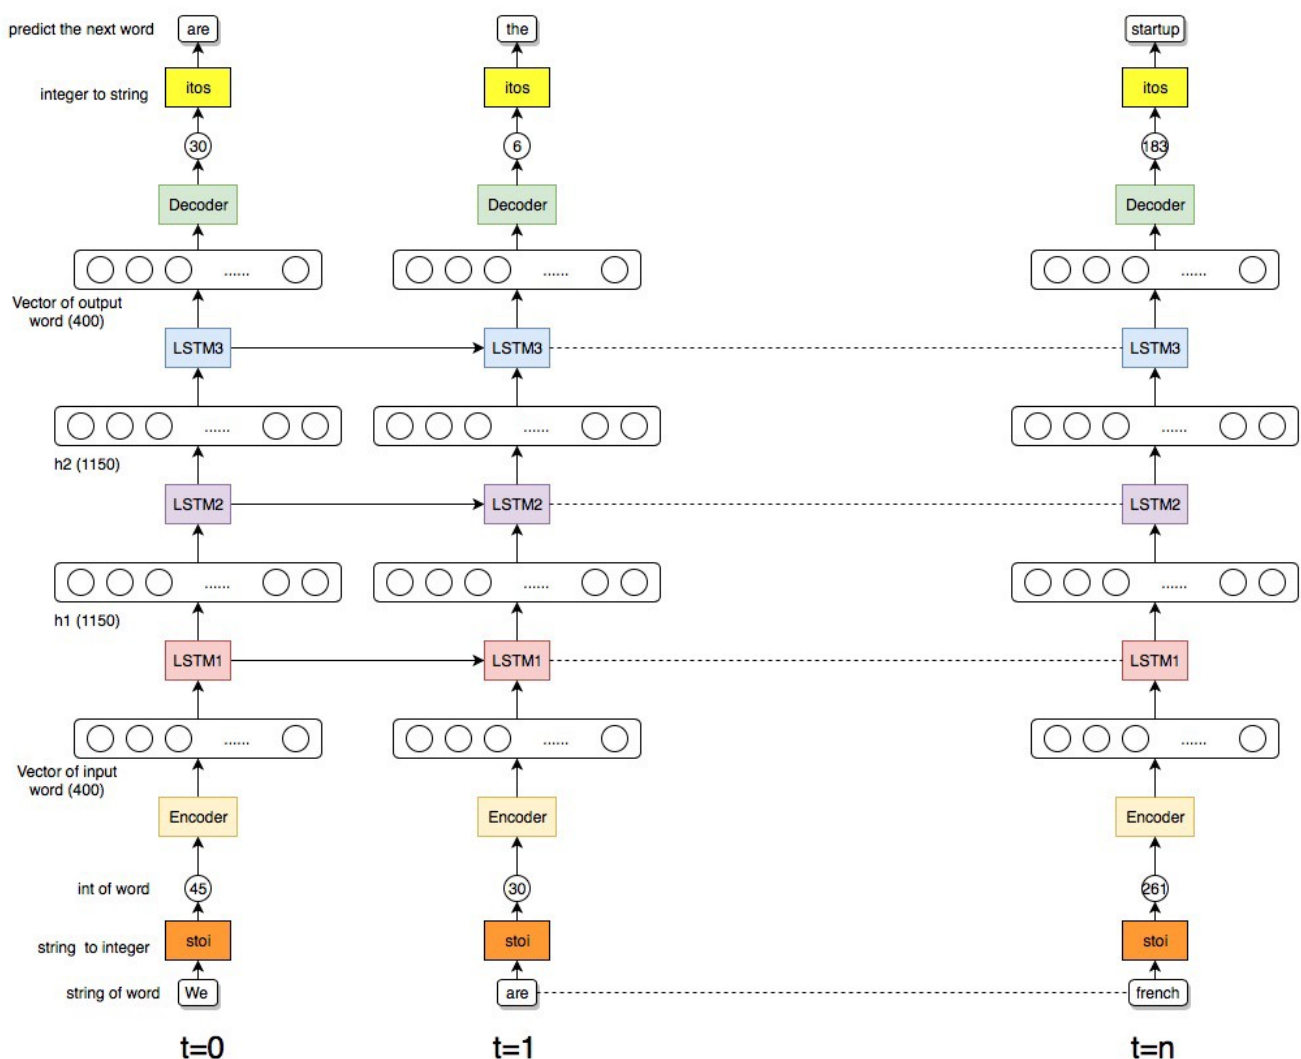 predict the next word are the startup
integer to string itos itos itos
30 6 183
Decoder Decoder Decoder
...... ...... ......
Vector of output
word (400)
LSTM3 LSTM3 LSTM3
...... ...... ......
h2 (1150)
LSTM2 LSTM2 LSTM2
...... ...... ......
h1 (1150)
LSTM1 LSTM1 LSTM1
...... ...... ......
Vector of input
word (400)
Encoder Encoder Encoder
int of word 45 30 261
string to integer stoi stoi stoi
string of word We are french
t=0 t=1 t=n